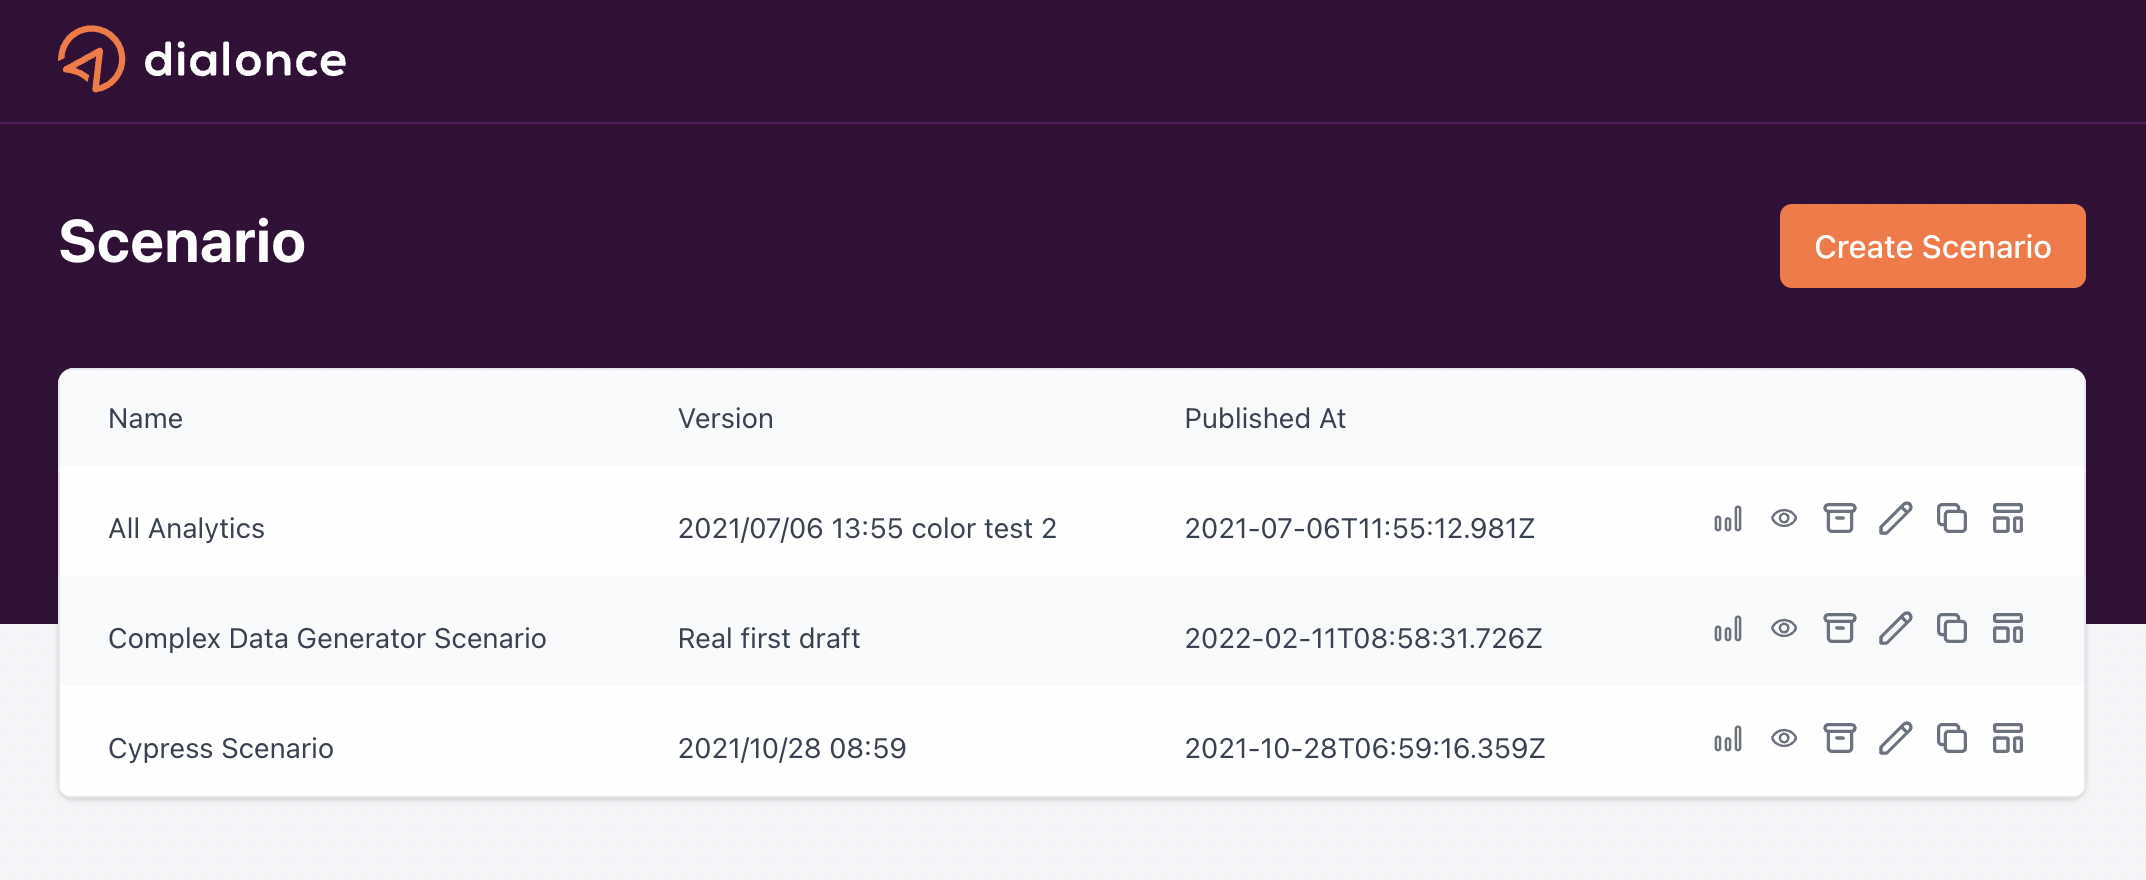 dialonce
Scenario
Create Scenario
Name Version Published At
All Analytics 2021/07/06 13:55 color test 2 2021-07-06T11:55:12.981Z
Complex Data Generator Scenario Real first draft 2022-02-11T08:58:31.726Z
Cypress Scenario 2021/10/28 08:59 2021-10-28T06:59:16.359Z